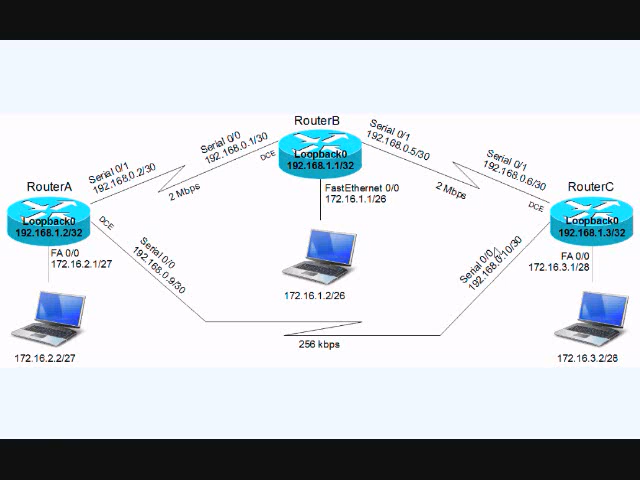 RouterB
Serial 0/0
192.168.0.1/30
DCE
Serial 0/1
192.168.0.5/30
Loopback0
192.168.1.1/32
Serial 0/1
192.168.0.2/30
2 Mbps
2 Mbps
Serial 0/1
192.168.0.6/30
DCE
RouterA
Loopback0
192.168.1.2/32
DCE
FastEthernet 0/0
172.16.1.1/26
RouterC
Loopback0
192.168.1.3/32
FA 0/0
172.16.2.1/27
Serial 0/0
192.168.0.9/30
Serial 0/0
192.168.0.10/30
FA 0/0
172.16.3.1/28
172.16.1.2/26
256 kbps
172.16.2.2/27
172.16.3.2/28